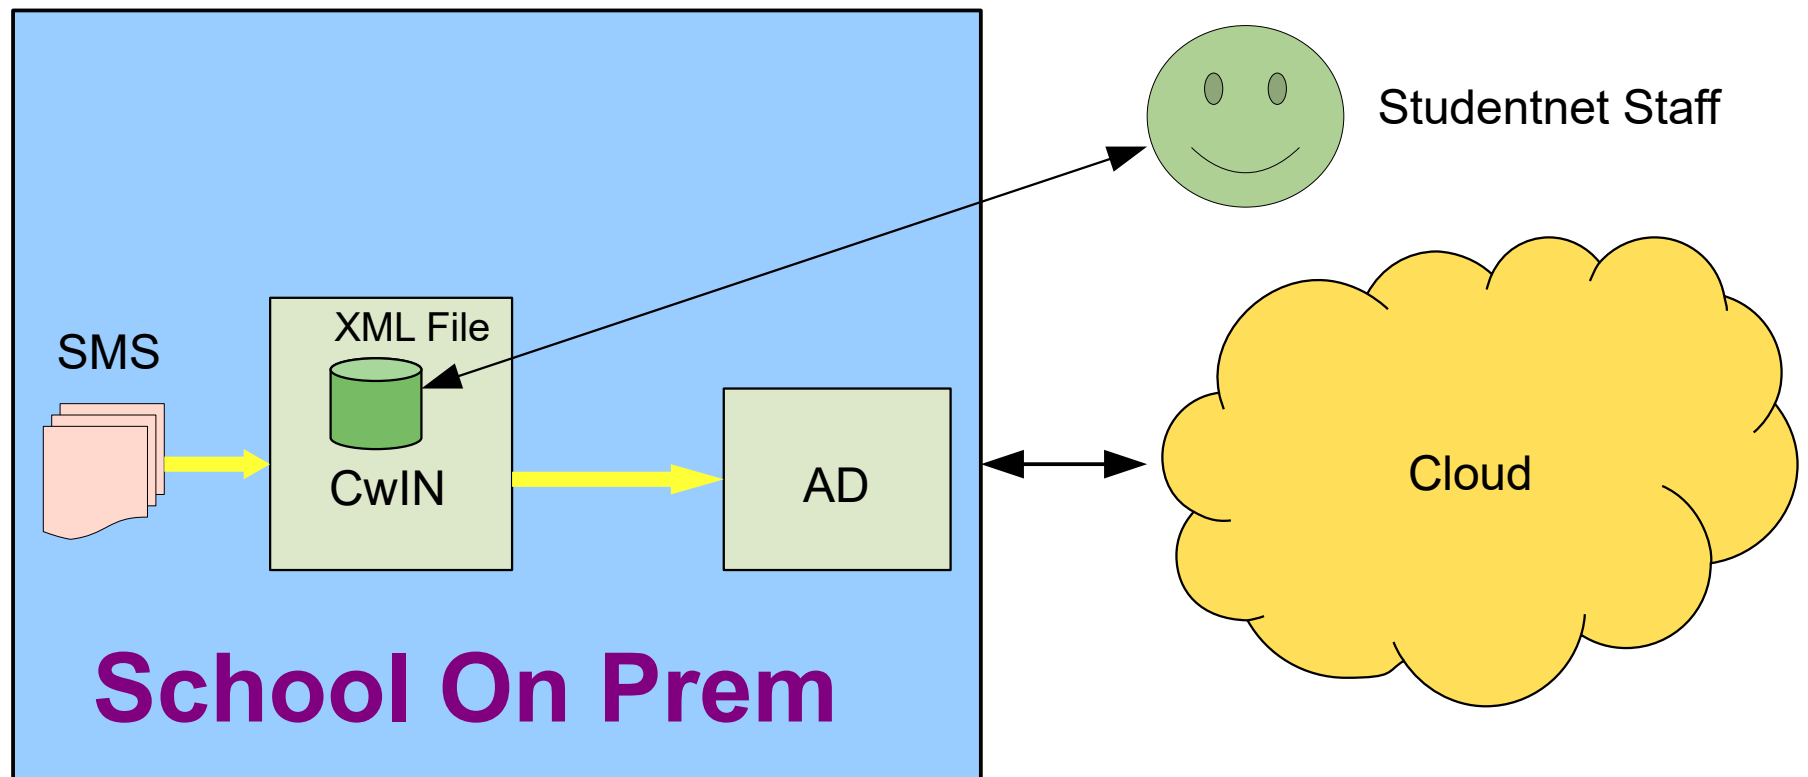 Studentnet Staff
XML File
SMS
CwIN
AD
Cloud
School On Prem